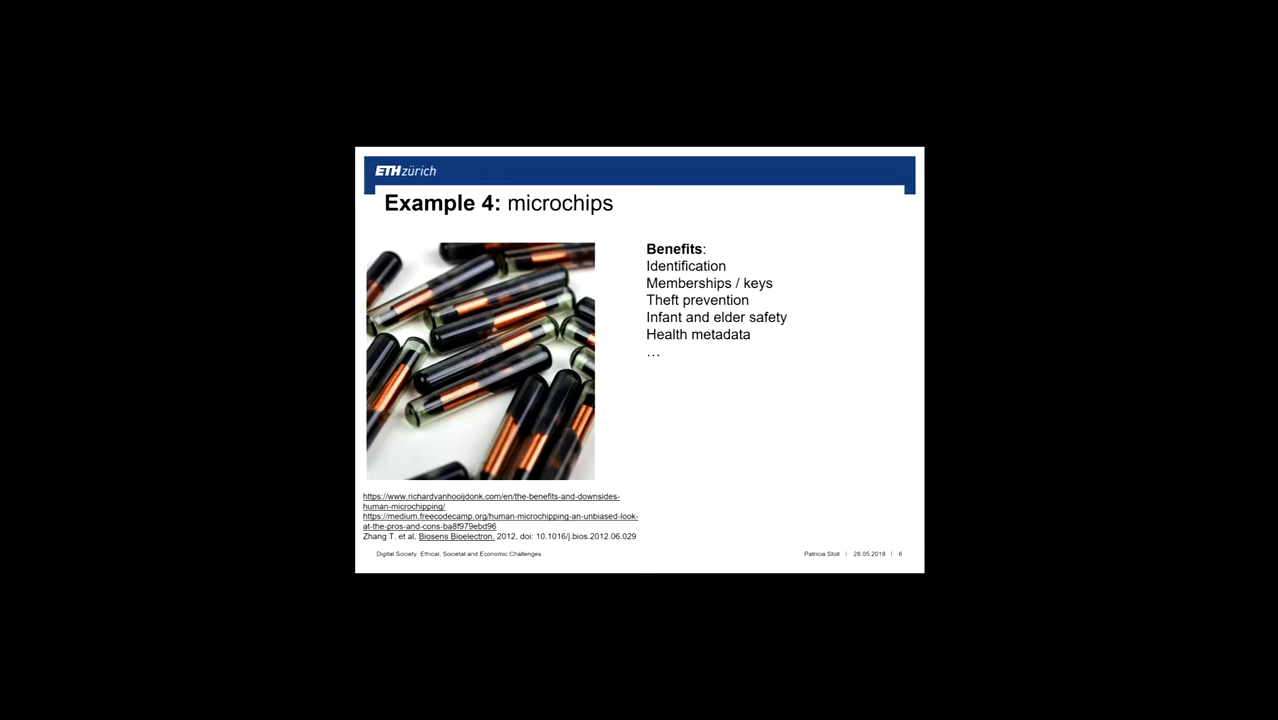 ETH zürich
Example 4: microchips
Benefits:
Identification
Memberships / keys
Theft prevention
Infant and elder safety
Health metadata
…
https://www.richardvanhooijdonk.com/en/the-benefits-and-downsides-
human-microchipping/
https://medium.freecodecamp.org/human-microchipping-an-unbiased-look-
at-the-pros-and-cons-ba8f979ebd96
Zhang T. et al, Biosens Bioelectron. 2012, doi: 10.1016/j.bios.2012.06.029
Digital Society: Ethical, Societal and Economic Challenges
Patricia Stoll | 28.05.2018 | 6